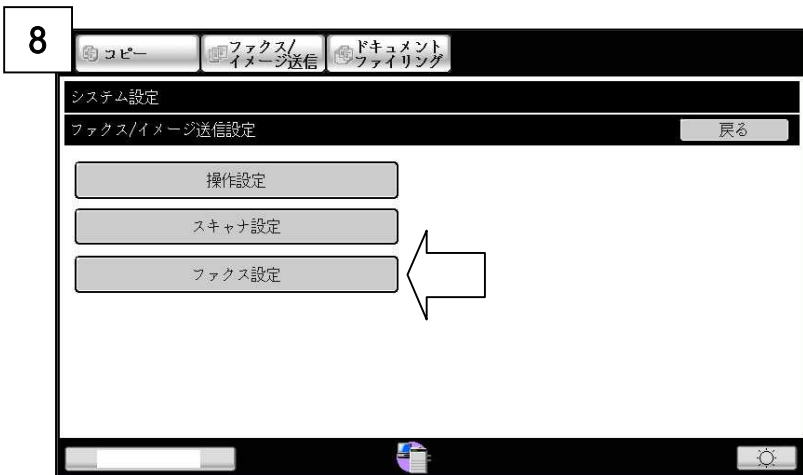 8
コピー
ファクス/
イメージ送信
ドキュメント
ファイリング
システム設定
ファクス/イメージ送信設定
戻る
操作設定
スキャナ設定
ファクス設定